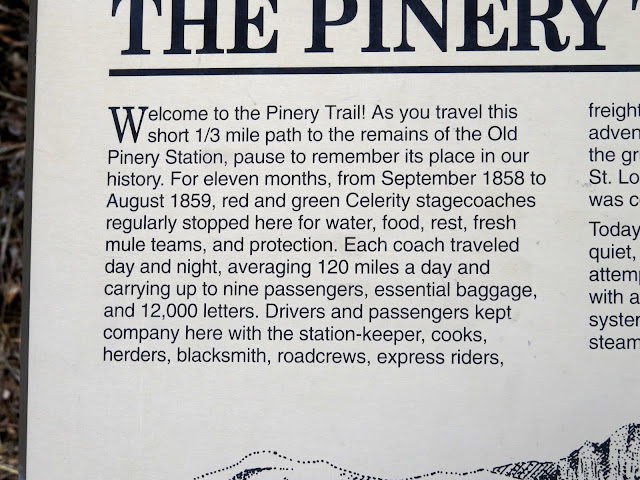 THE PINERY
Welcome to the Pinery Trail! As you travel this
short 1/3 mile path to the remains of the Old
Pinery Station, pause to remember its place in our
history. For eleven months, from September 1858 to
August 1859, red and green Celerity stagecoaches
regularly stopped here for water, food, rest, fresh
mule teams, and protection. Each coach traveled
day and night, averaging 120 miles a day and
carrying up to nine passengers, essential baggage,
and 12,000 letters. Drivers and passengers kept
company here with the station-keeper, cooks,
herders, blacksmith, roadcrews, express riders,
freight
adven
the gr
St. Lo
was c
Today
quiet,
attemp
with a
system
steam